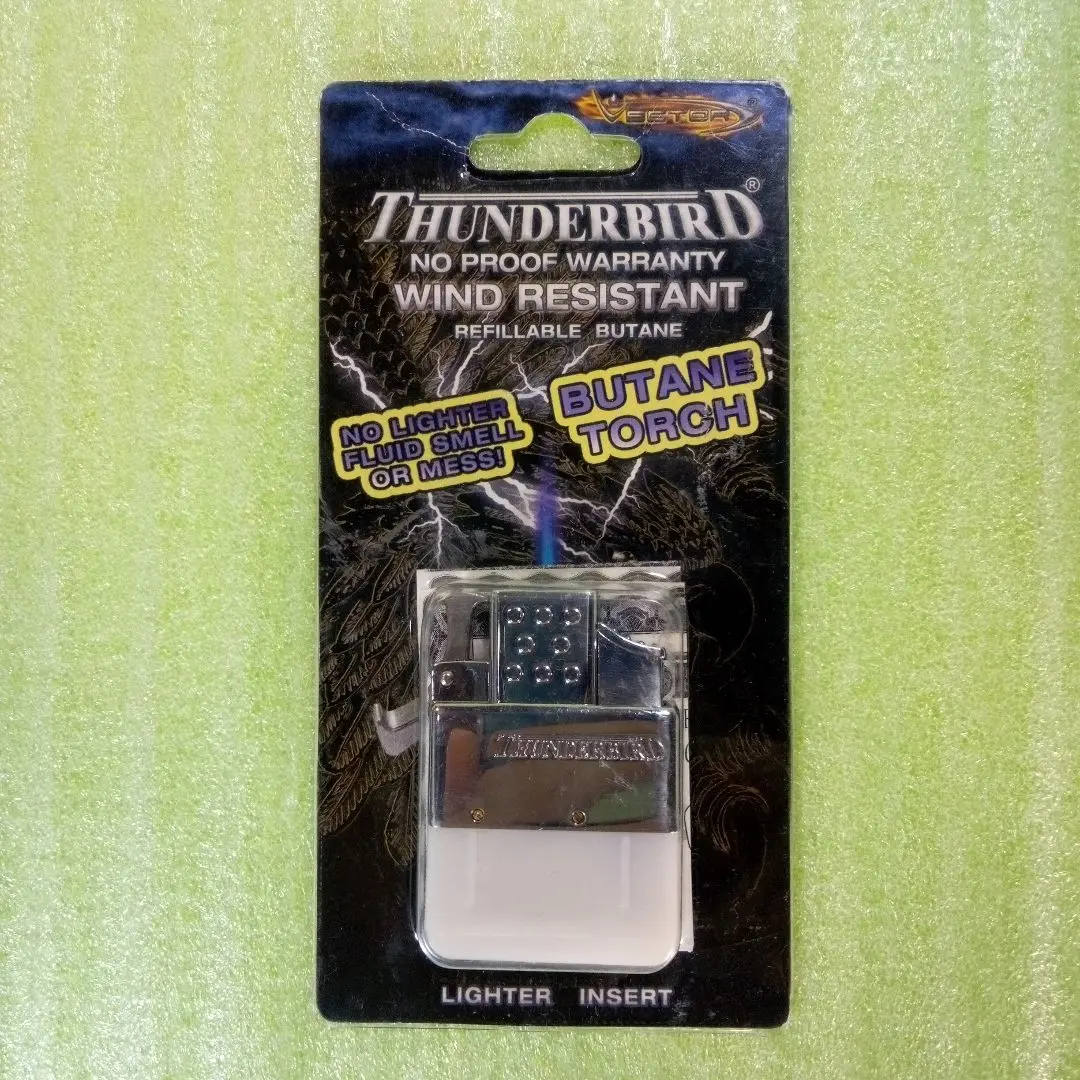 VECTOR®
THUNDERBIRD®
NO PROOF WARRANTY
WIND RESISTANT
REFILLABLE BUTANE
NO LIGHTER
FLUID SMELL
OR MESS!
BUTANE
TORCH
THUNDERBIRD
LIGHTER INSERT